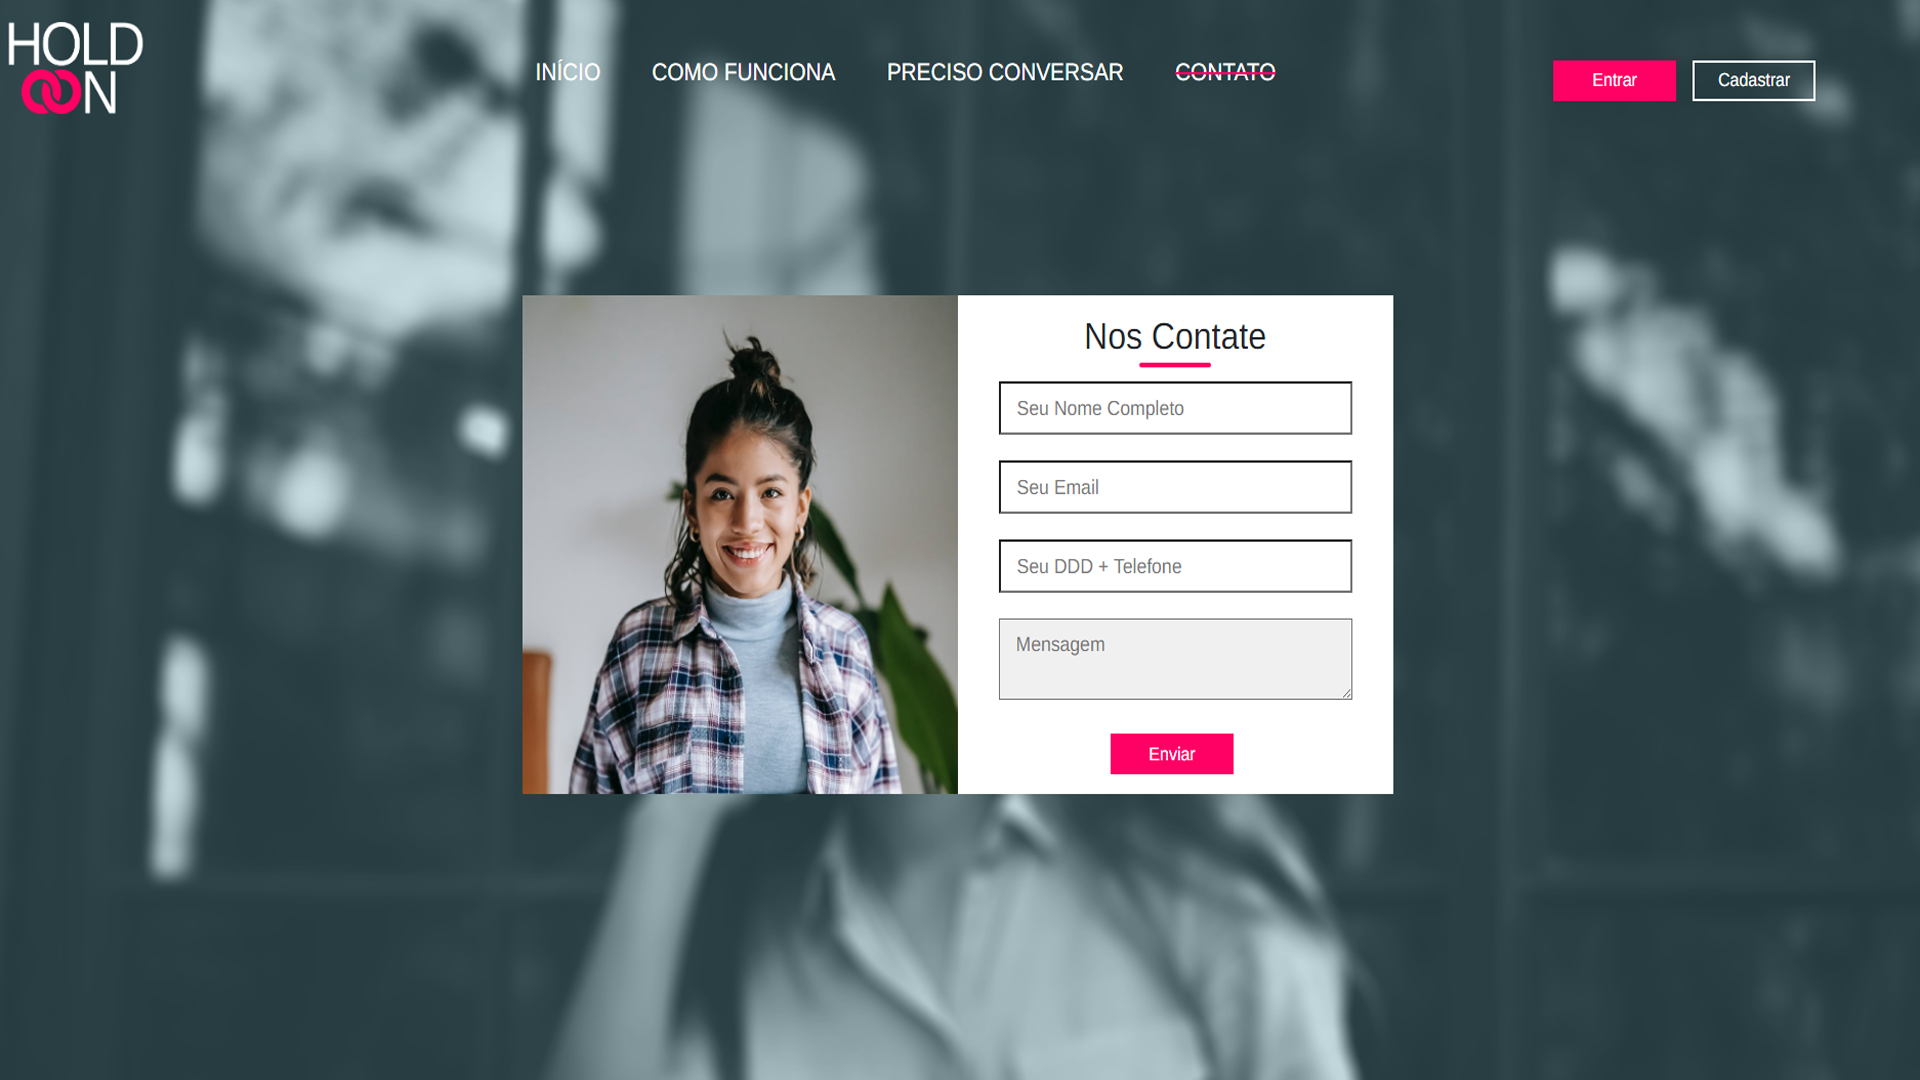 HOLD
ON
INÍCIO
COMO FUNCIONA
PRECISO CONVERSAR
CONTATO
Entrar
Cadastrar
Nos Contate
Seu Nome Completo
Seu Email
Seu DDD + Telefone
Mensagem
Enviar